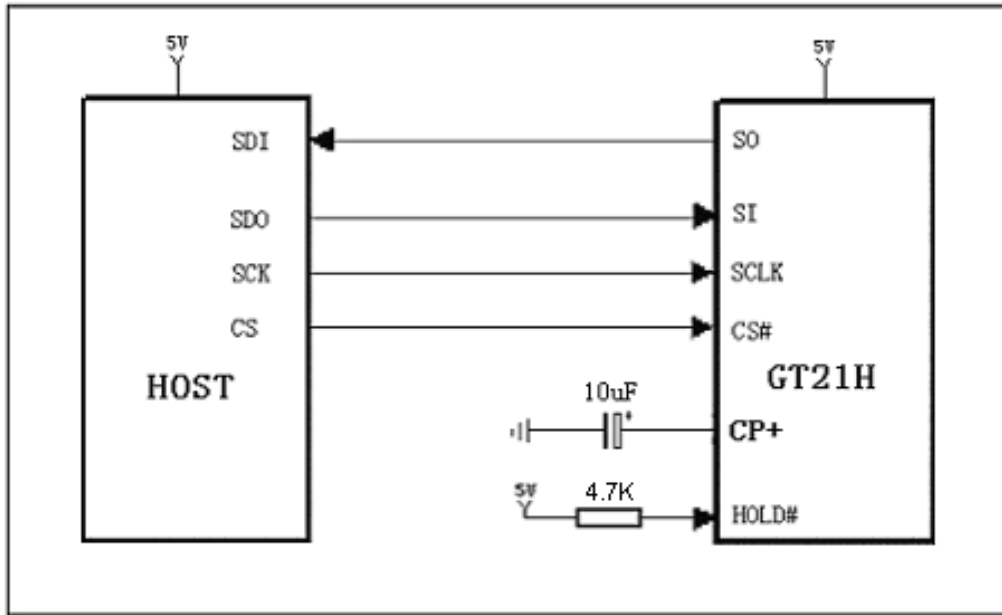 5V
5V
SDI
SO
SDO
SI
SCK
SCLK
CS
CS#
HOST
GT21H
10uF
+
CP+
5V
4.7K
HOLD#